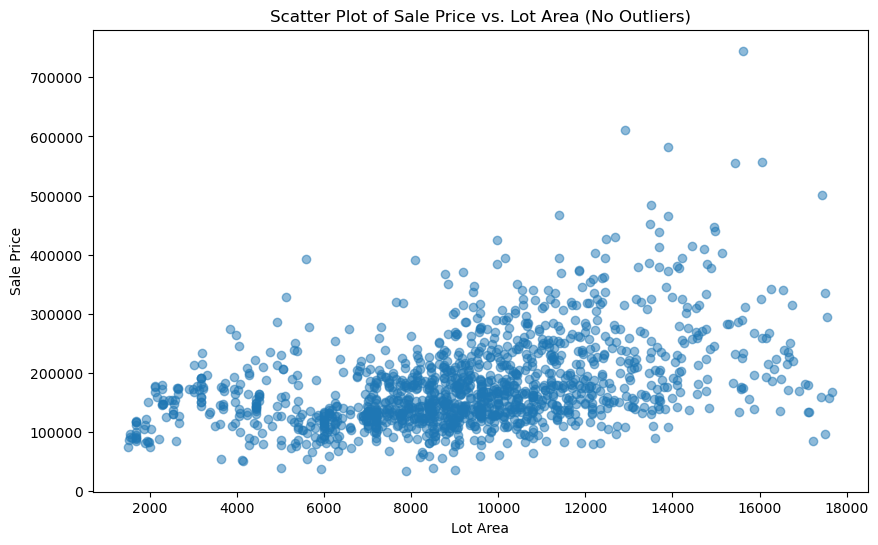 Scatter Plot of Sale Price vs. Lot Area (No Outliers)
700000
600000
500000
400000
300000
200000
100000
0
Sale Price
2000 4000 6000 8000 10000 12000 14000 16000 18000
Lot Area